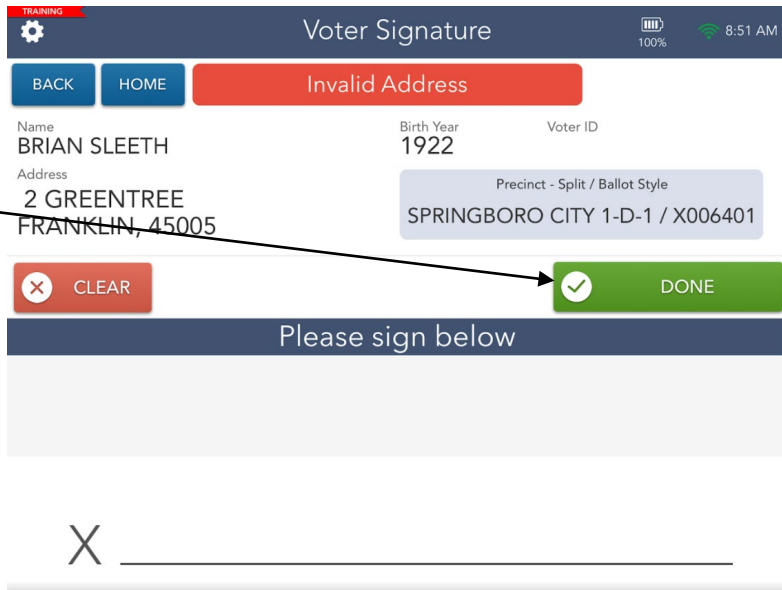 TRAINING
Voter Signature
100%
8:51 AM
BACK
HOME
Invalid Address
Name
BRIAN SLEETH
Birth Year
1922
Voter ID
Address
2 GREENTREE
FRANKLIN, 45005
Precinct - Split / Ballot Style
SPRINGBORO CITY 1-D-1 / X006401
CLEAR
DONE
Please sign below
X